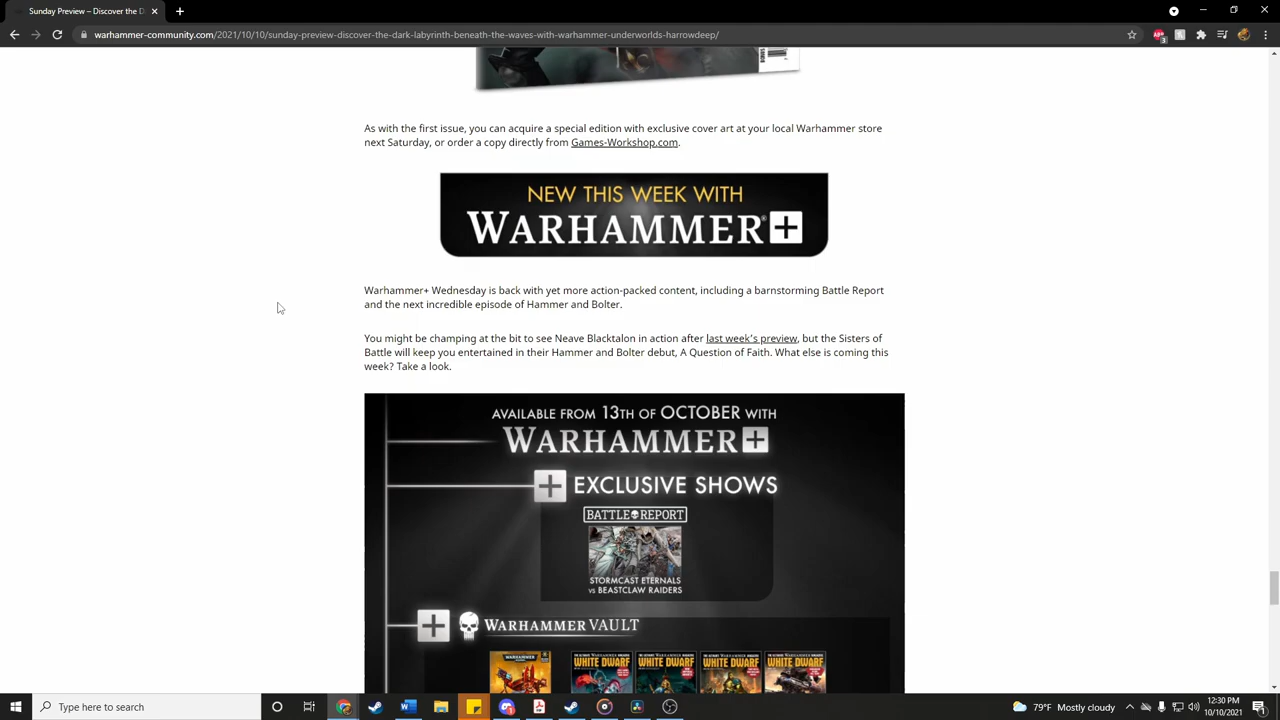 Sunday Preview – Discover the D
warhammer-community.com/2021/10/10/sunday-preview-discover-the-dark-labyrinth-beneath-the-waves-with-warhammer-underworlds-harrowdeep/
As with the first issue, you can acquire a special edition with exclusive cover art at your local Warhammer store
next Saturday, or order a copy directly from Games-Workshop.com.
NEW THIS WEEK WITH
WARHAMMER®+
Warhammer+ Wednesday is back with yet more action-packed content, including a barnstorming Battle Report
and the next incredible episode of Hammer and Bolter.
You might be champing at the bit to see Neave Blacktalon in action after last week's preview, but the Sisters of
Battle will keep you entertained in their Hammer and Bolter debut, A Question of Faith. What else is coming this
week? Take a look.
AVAILABLE FROM 13TH OF OCTOBER WITH
WARHAMMER+
+ EXCLUSIVE SHOWS
BATTLE REPORT
STORMCAST ETERNALS
vs BEASTCLAW RAIDERS
+ WARHAMMER VAULT
WARHAMMER
WHITE DWARF
WHITE DWARF
WHITE DWARF
WHITE DWARF
Type here to search
79°F Mostly cloudy
12:30 PM
10/10/2021